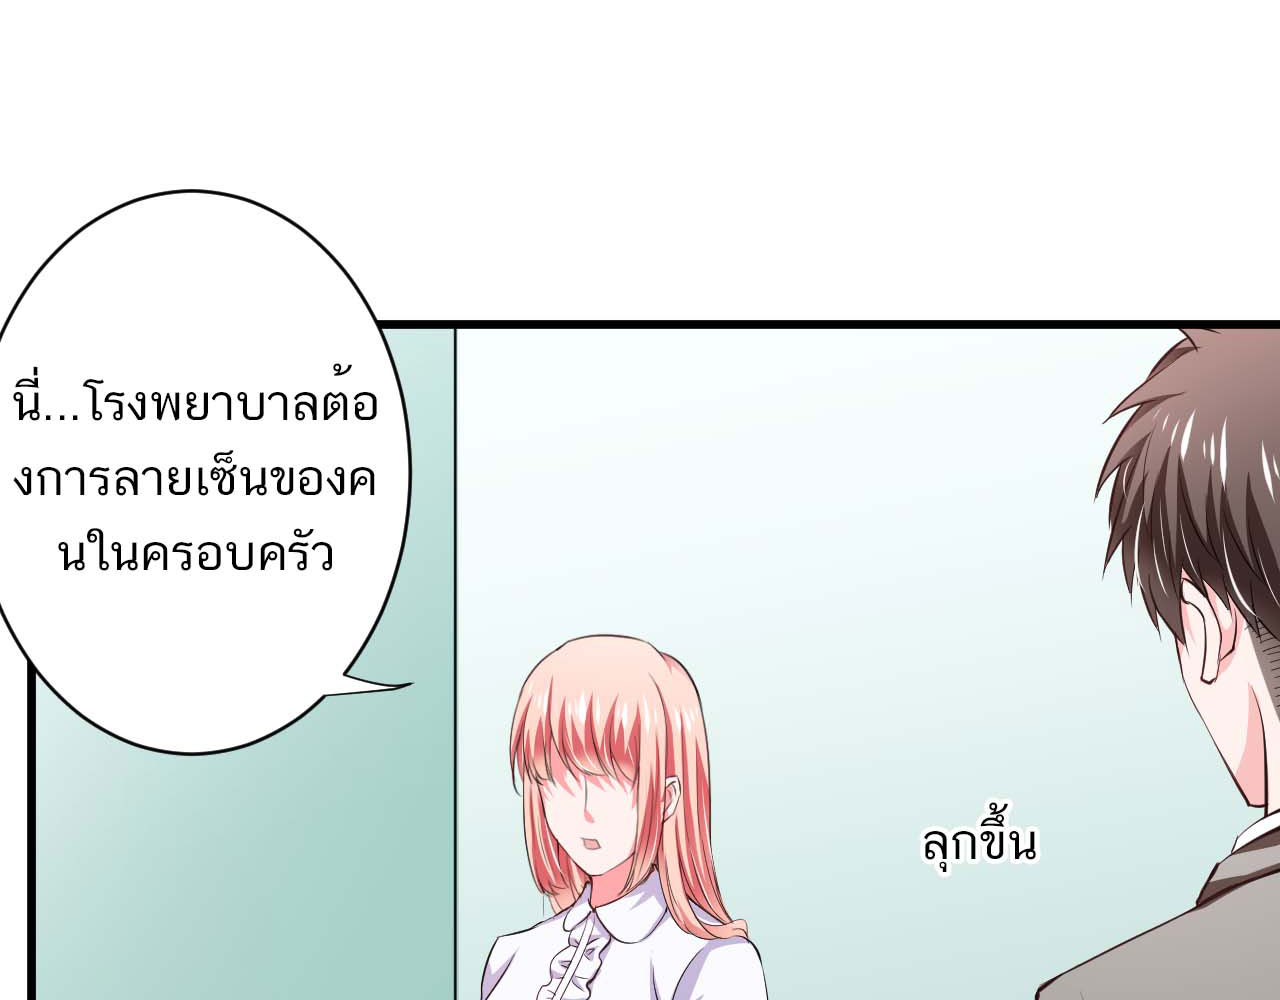 นี่...โรงพยาบาลต้อ
งการลายเซ็นของค
นในครอบครัว
ลุกขึ้น